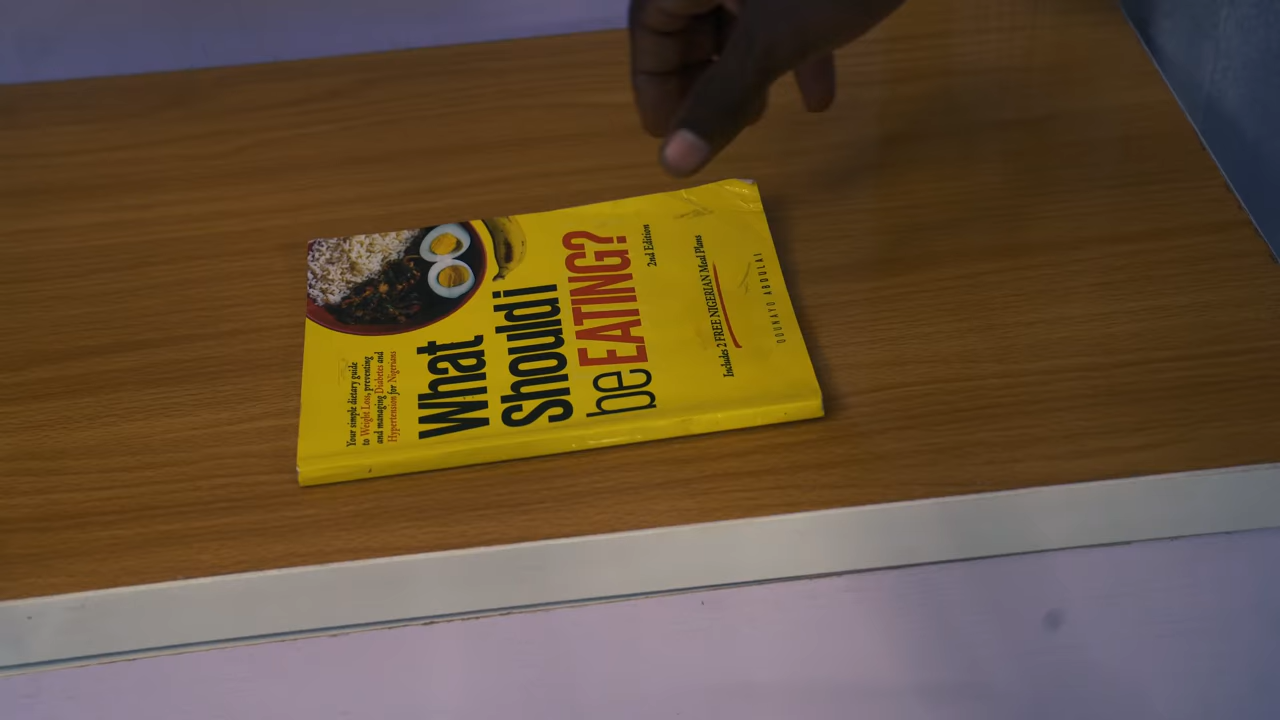 Your simple dietary guide
to Weight Loss, preventing
and managing Diabetes and
Hypertension for Nigerians
What
Should i
be EATING?
2nd Edition
Includes 2 FREE NIGERIAN Meal Plans
ODUNAYO ABDULAI